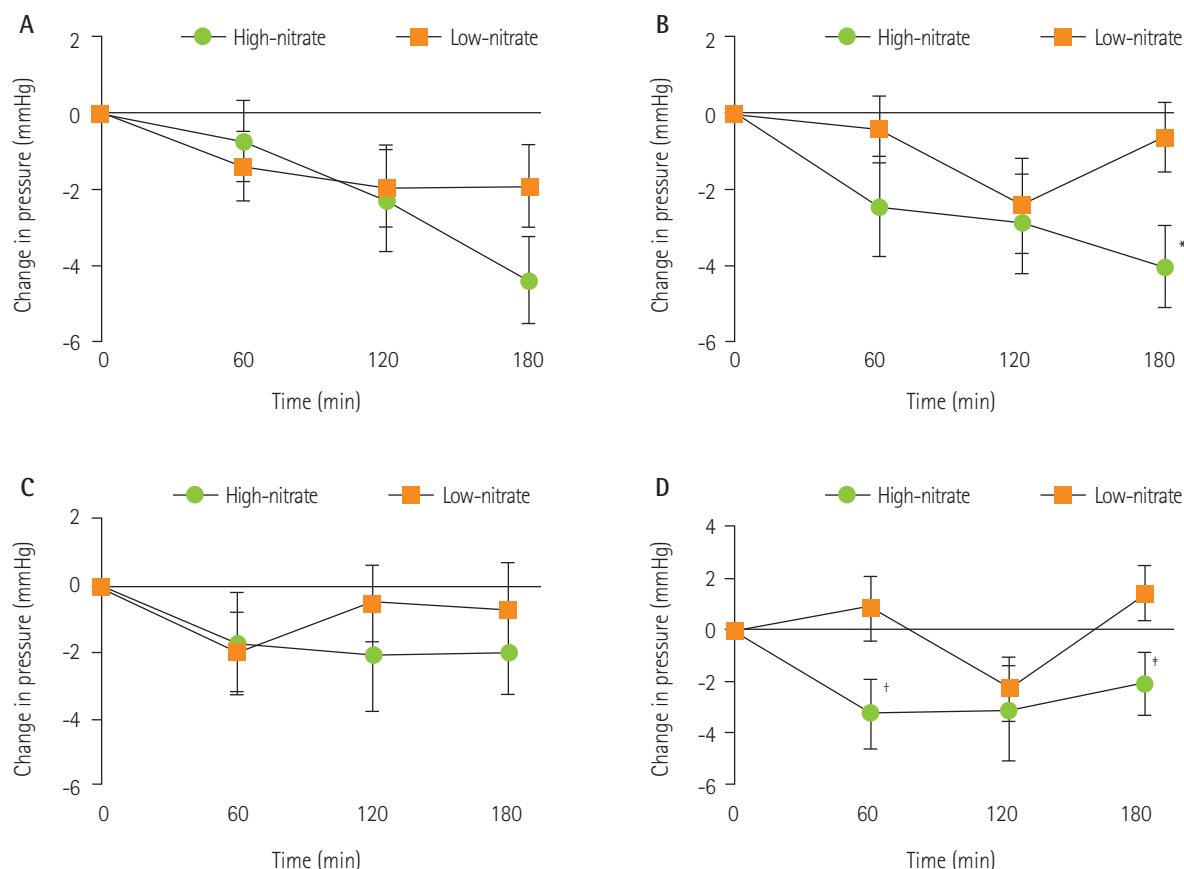 A
High-nitrate Low-nitrate
Change in pressure (mmHg)
2
0
-2
-4
-6
0 60 120 180
Time (min)
B
High-nitrate Low-nitrate
Change in pressure (mmHg)
2
0
-2
-4
-6
*
0 60 120 180
Time (min)
C
High-nitrate Low-nitrate
Change in pressure (mmHg)
2
0
-2
-4
-6
0 60 120 180
Time (min)
D
High-nitrate Low-nitrate
Change in pressure (mmHg)
4
2
0
-2
-4
-6
†
‡
0 60 120 180
Time (min)